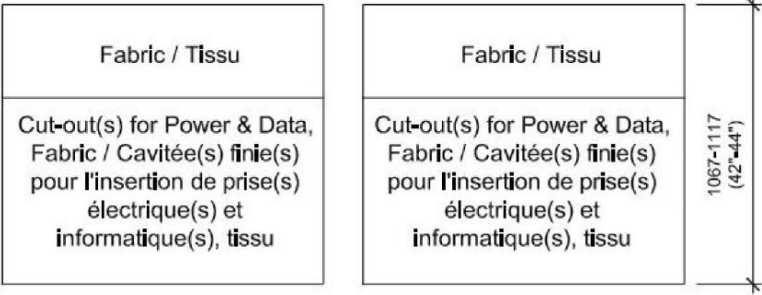 Fabric / Tissu
Cut-out(s) for Power & Data,
Fabric / Cavitée(s) finie(s)
pour l'insertion de prise(s)
électrique(s) et
informatique(s), tissu
Fabric / Tissu
Cut-out(s) for Power & Data,
Fabric / Cavitée(s) finie(s)
pour l'insertion de prise(s)
électrique(s) et
informatique(s), tissu
1067-1117
(42"-44")